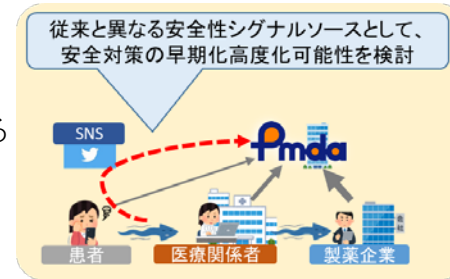 従来と異なる安全性シグナルソースとして、
安全対策の早期化高度化可能性を検討
る
SNS
Pmda
患者
医療関係者
製薬企業